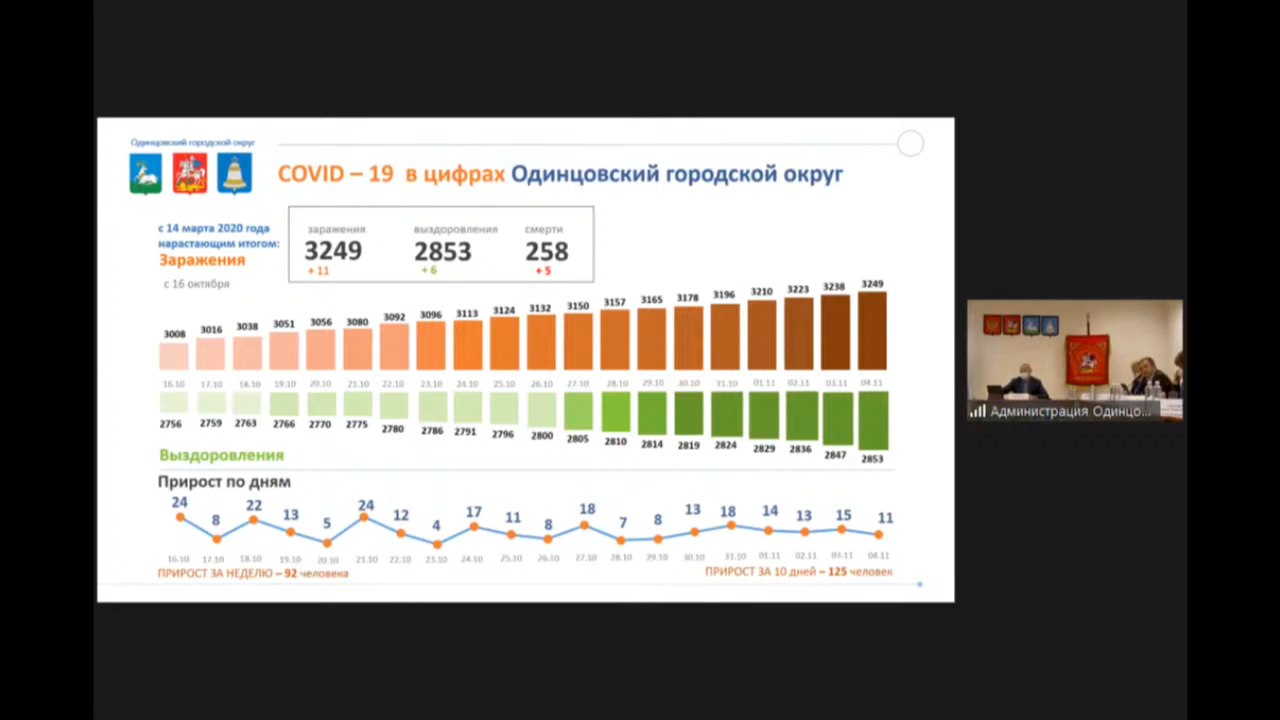 Одинцовский городской округ
COVID – 19 в цифрах Одинцовский городской округ
с 14 марта 2020 года
нарастающим итогом:
Заражения
с 16 октября
заражения выздоровления смерти
3249 2853 258
+ 11 + 6 + 5
3008 3016 3038 3051 3056 3080 3092 3096 3113 3124 3132 3150 3157 3165 3178 3196 3210 3223 3238 3249
16.10 17.10 18.10 19.10 20.10 21.10 22.10 23.10 24.10 25.10 26.10 27.10 28.10 29.10 30.10 31.10 01.11 02.11 03.11 04.11
2756 2759 2763 2766 2770 2775 2780 2786 2791 2796 2800 2805 2810 2814 2819 2824 2829 2836 2847 2853
Выздоровления
Прирост по дням
24 8 22 13 5 24 12 4 17 11 8 18 7 8 13 18 14 13 15 11
16.10 17.10 18.10 19.10 20.10 21.10 22.10 23.10 24.10 25.10 26.10 27.10 28.10 29.10 30.10 31.10 01.11 02.11 03.11 04.11
ПРИРОСТ ЗА НЕДЕЛЮ – 92 человека
ПРИРОСТ ЗА 10 дней – 125 человек
Администрация Одинцо...